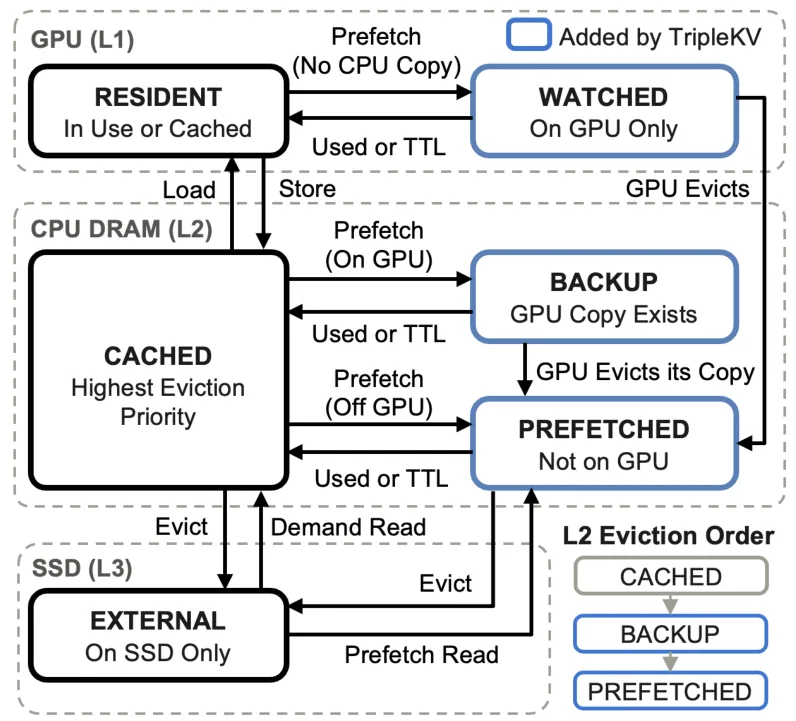 GPU (L1)
Prefetch
(No CPU Copy)
Added by TripleKV
RESIDENT
In Use or Cached
WATCHED
On GPU Only
Used or TTL
Load
Store
GPU Evicts
CPU DRAM (L2)
Prefetch
(On GPU)
BACKUP
GPU Copy Exists
Used or TTL
CACHED
Highest Eviction
Priority
GPU Evicts its Copy
Prefetch
(Off GPU)
PREFETCHED
Not on GPU
Used or TTL
Evict
Demand Read
SSD (L3)
EXTERNAL
On SSD Only
Evict
Prefetch Read
L2 Eviction Order
CACHED
BACKUP
PREFETCHED